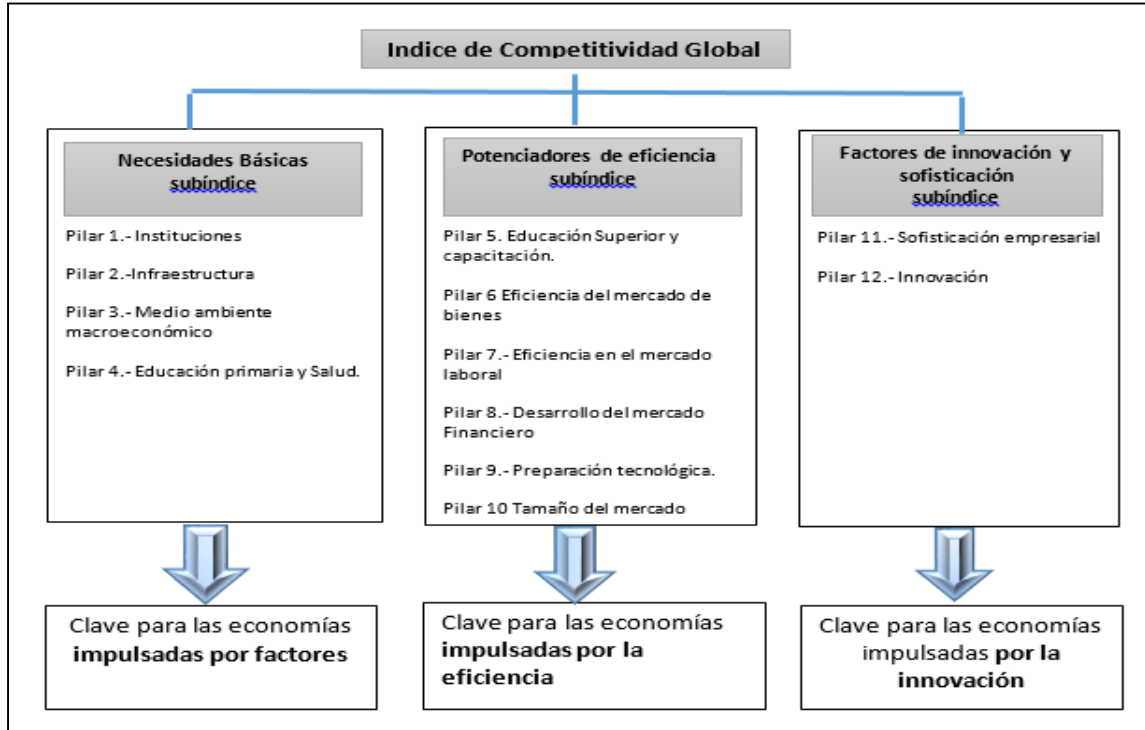 Indice de Competitividad Global
Necesidades Básicas
subíndice
Pilar 1.- Instituciones
Pilar 2.-Infraestructura
Pilar 3.- Medio ambiente
macroeconómico
Pilar 4.- Educación primaria y Salud.
Clave para las economías
impulsadas por factores
Potenciadores de eficiencia
subíndice
Pilar 5. Educación Superior y
capacitación.
Pilar 6 Eficiencia del mercado de
bienes
Pilar 7.- Eficiencia en el mercado
laboral
Pilar 8.- Desarrollo del mercado
Financiero
Pilar 9.- Preparación tecnológica.
Pilar 10 Tamaño del mercado
Clave para las economías
impulsadas por la
eficiencia
Factores de innovación y
sofisticación
subíndice
Pilar 11.- Sofisticación empresarial
Pilar 12.- Innovación
Clave para las economías
impulsadas por la
innovación